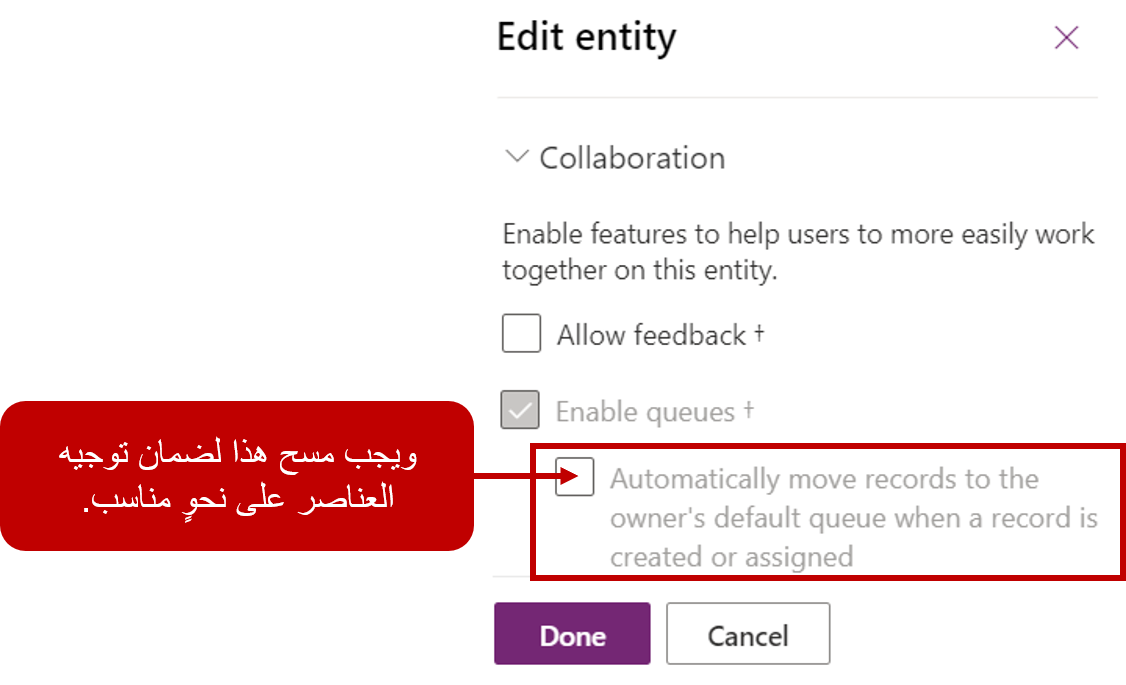 Edit entity
Collaboration
Enable features to help users to more easily work
together on this entity.
Allow feedback †
Enable queues †
ويجب مسح هذا لضمان توجيه
العناصر على نحوٍ مناسب.
Automatically move records to the
owner's default queue when a record is
created or assigned
Done
Cancel